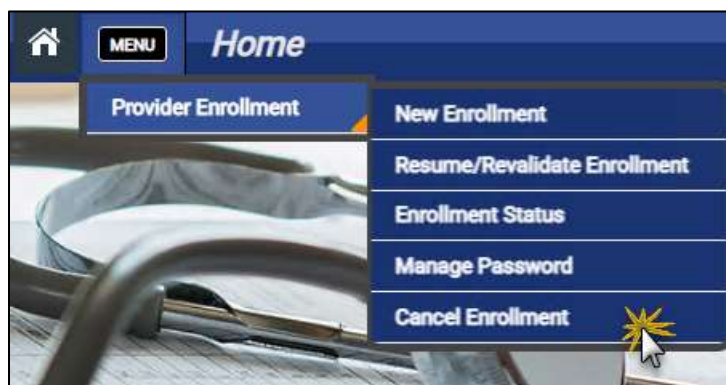 MENU
Home
Provider Enrollment
New Enrollment
Resume/Revalidate Enrollment
Enrollment Status
Manage Password
Cancel Enrollment